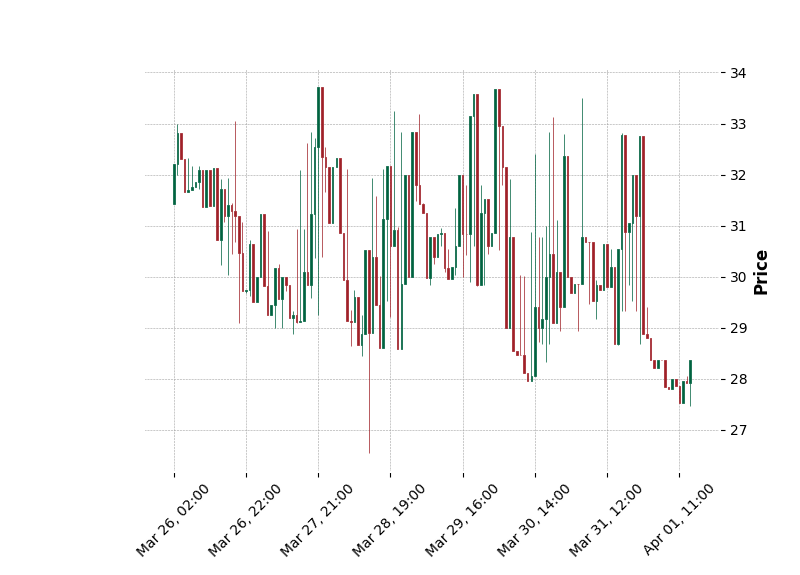 34
33
32
31
30
29
28
27
Price
Mar 26, 02:00
Mar 26, 22:00
Mar 27, 21:00
Mar 28, 19:00
Mar 29, 16:00
Mar 30, 14:00
Mar 31, 12:00
Apr 01, 11:00